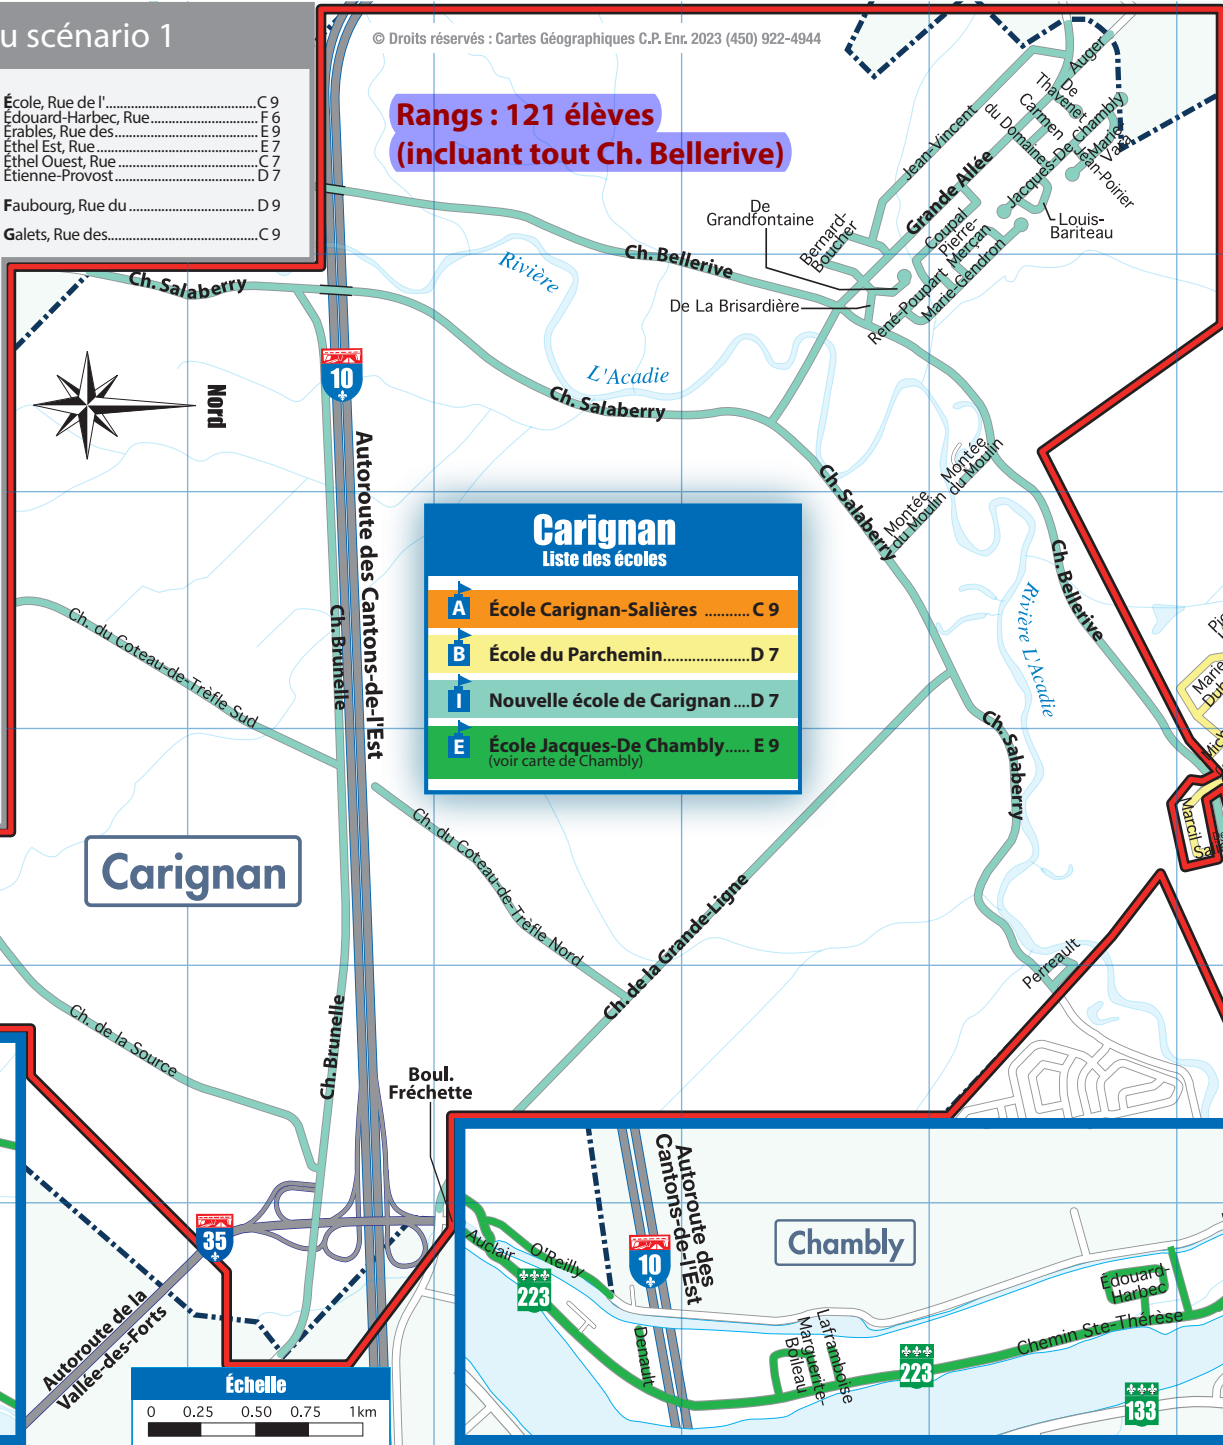 u scénario 1
© Droits réservés : Cartes Géographiques C.P. Enr. 2023 (450) 922-4944
École, Rue de l'..........C 9
Édouard-Harbec, Rue..........F 6
Érables, Rue des..........E 9
Éthel Est, Rue..........E 7
Éthel Ouest, Rue..........C 7
Étienne-Provost..........D 7
Faubourg, Rue du..........D 9
Galets, Rue des..........C 9
Rangs : 121 élèves
(incluant tout Ch. Bellerive)
Auger
De
Thavenet
Carmen
du Domaine
Jean-Vincent
Grande Allée
Jacques-De Chambly
Marie-
Vara
Jean-Poirier
Louis-
Bariteau
De
Grandfontaine
Bernard-
Boucher
Coupal
Pierre-
Merçan
René-Poupart
Marie-Gendron
De La Brisardière
Ch. Bellerive
Rivière
L'Acadie
Ch. Salaberry
Ch. Salaberry
10
Nord
Autoroute des Cantons-de-l'Est
Ch. Salaberry
Montée
du Moulin
Montée
du Moulin
Ch. Bellerive
Rivière L'Acadie
Carignan
Liste des écoles
A École Carignan-Salières ...........C 9
B École du Parchemin.....................D 7
I Nouvelle école de Carignan ....D 7
E École Jacques-De Chambly...... E 9
(voir carte de Chambly)
Ch. du Coteau-de-Trèfle Sud
Ch. Brunelle
Ch. Salaberry
Marcil
Carignan
Ch. du Coteau-de-Trèfle Nord
Ch. de la Grande-Ligne
Perreault
Ch. de la Source
Ch. Brunelle
Boul.
Fréchette
35
Autoroute de la
Vallée-des-Forts
Échelle
0 0.25 0.50 0.75 1km
Autoroute des
Cantons-de-l'Est
10
Chambly
Auclair
O'Reilly
223
Denault
Marguerite-
Boileau
Laframboise
223
Édouard-
Harbec
Chemin Ste-Thérèse
133